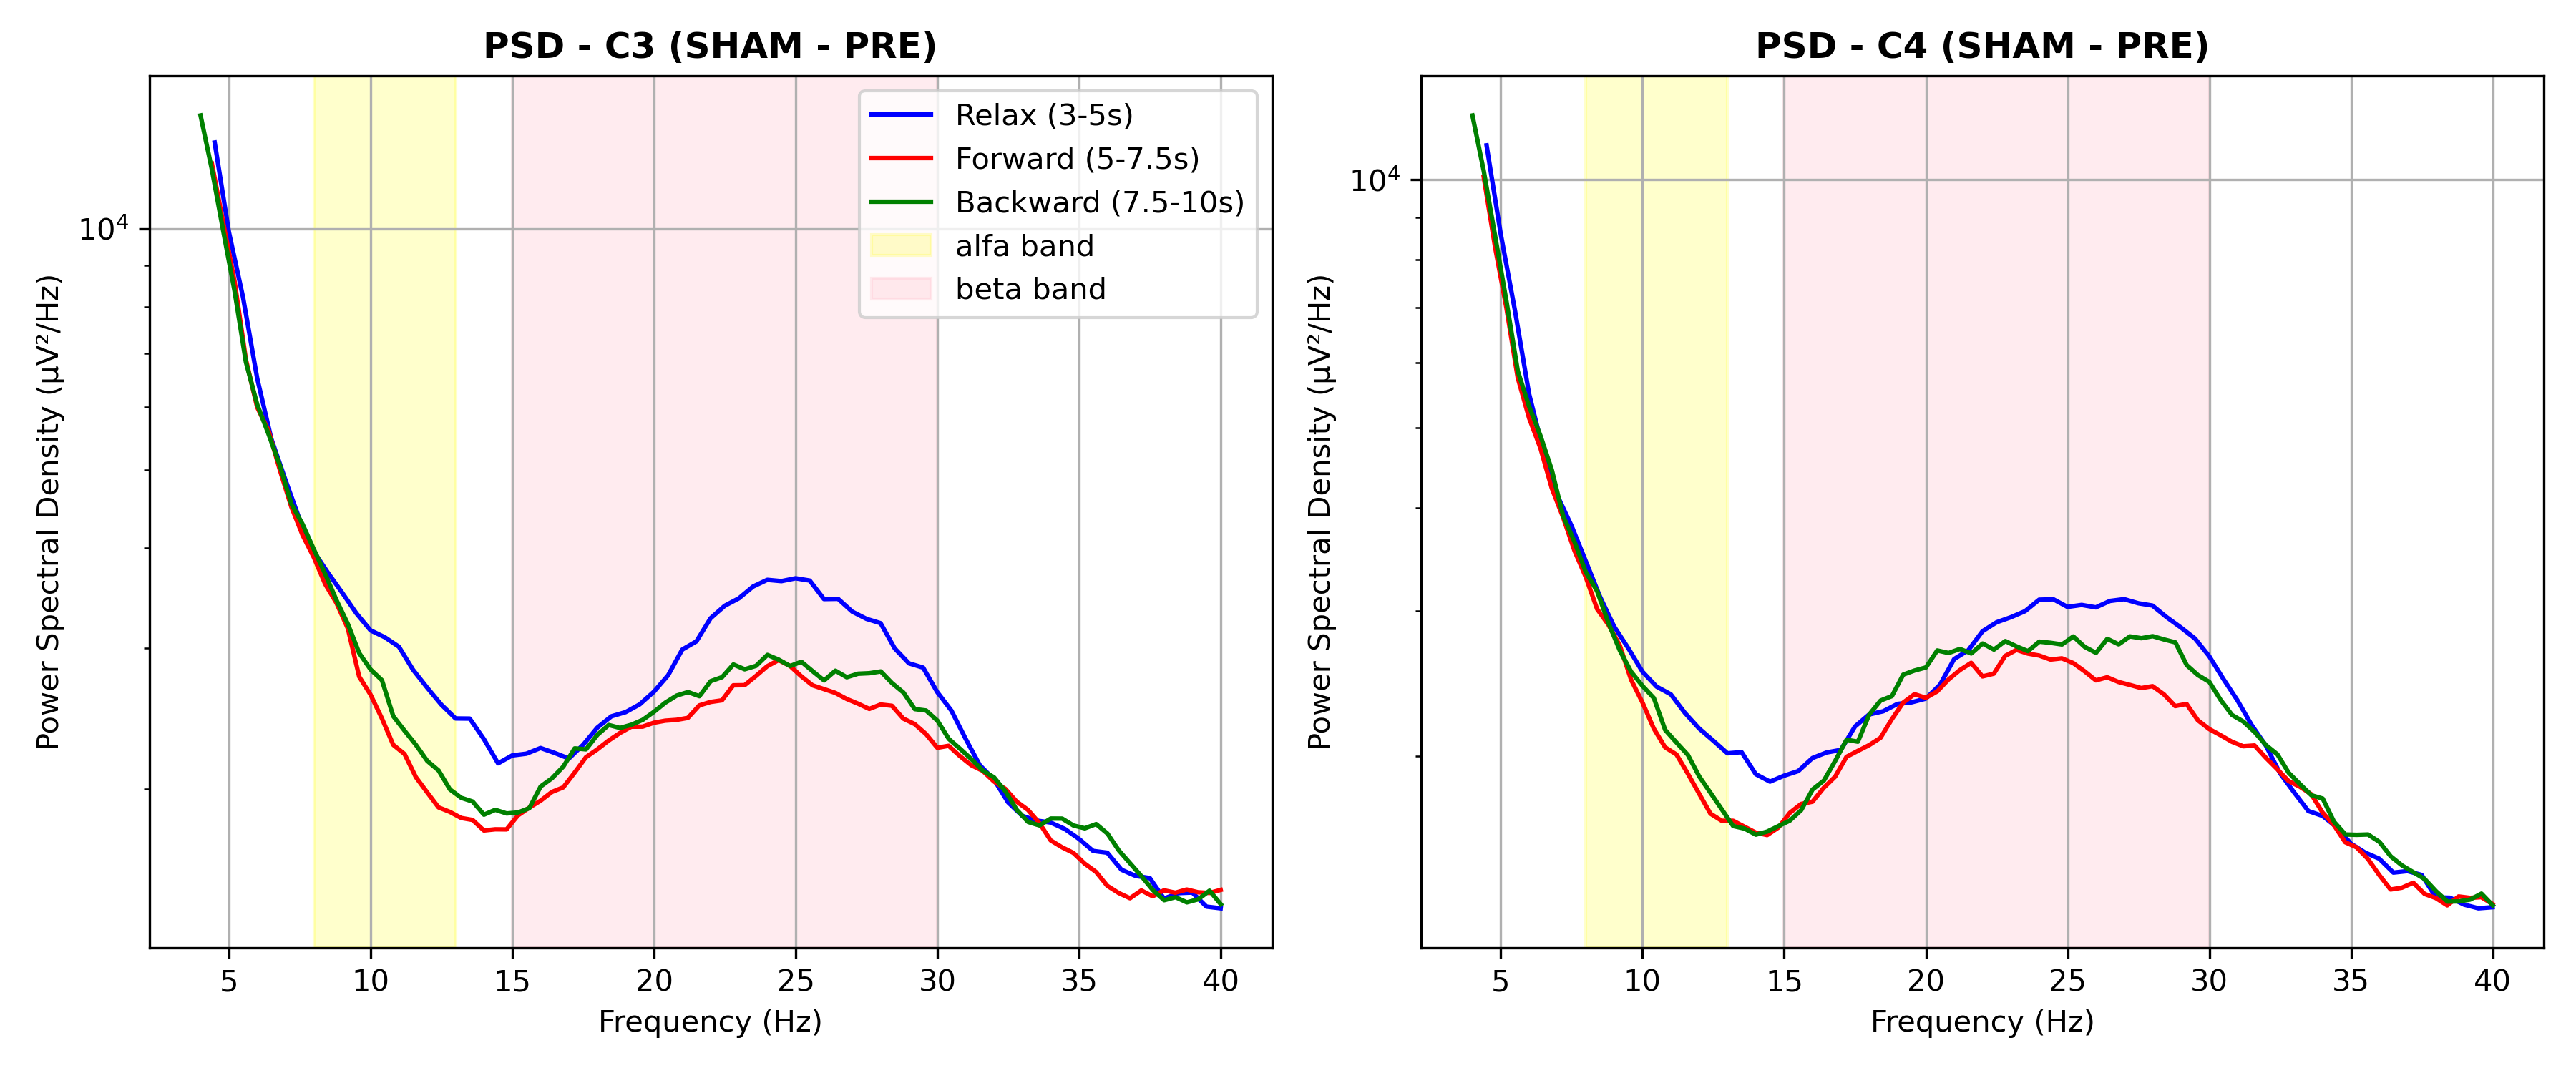 PSD - C3 (SHAM - PRE)
Power Spectral Density (µV²/Hz)
10⁴
Relax (3-5s)
Forward (5-7.5s)
Backward (7.5-10s)
alfa band
beta band
5 10 15 20 25 30 35 40
Frequency (Hz)
PSD - C4 (SHAM - PRE)
Power Spectral Density (µV²/Hz)
10⁴
5 10 15 20 25 30 35 40
Frequency (Hz)